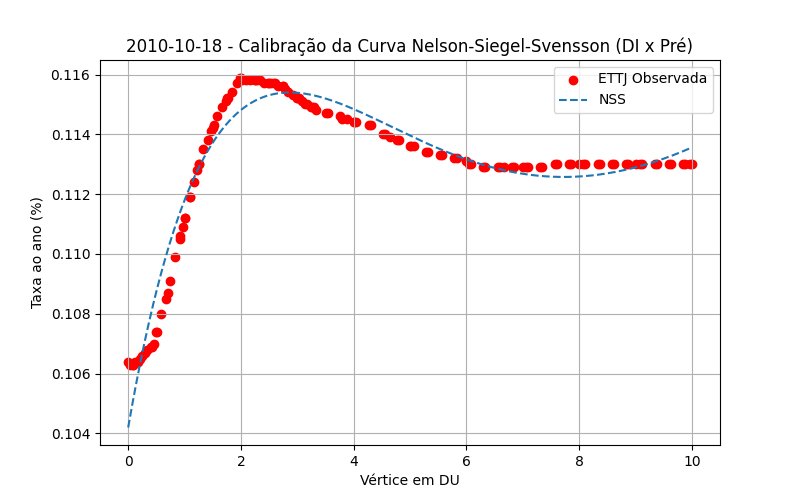 2010-10-18 - Calibração da Curva Nelson-Siegel-Svensson (DI x Pré)
0.116
0.114
0.112
0.110
0.108
0.106
0.104
Taxa ao ano (%)
ETTJ Observada
NSS
0 2 4 6 8 10
Vértice em DU